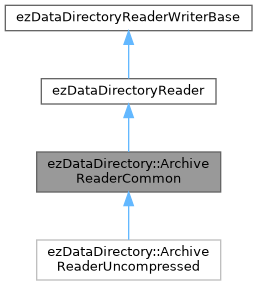 ezDataDirectoryReaderWriterBase
ezDataDirectoryReader
ezDataDirectory::Archive
ReaderCommon
ezDataDirectory::Archive
ReaderUncompressed